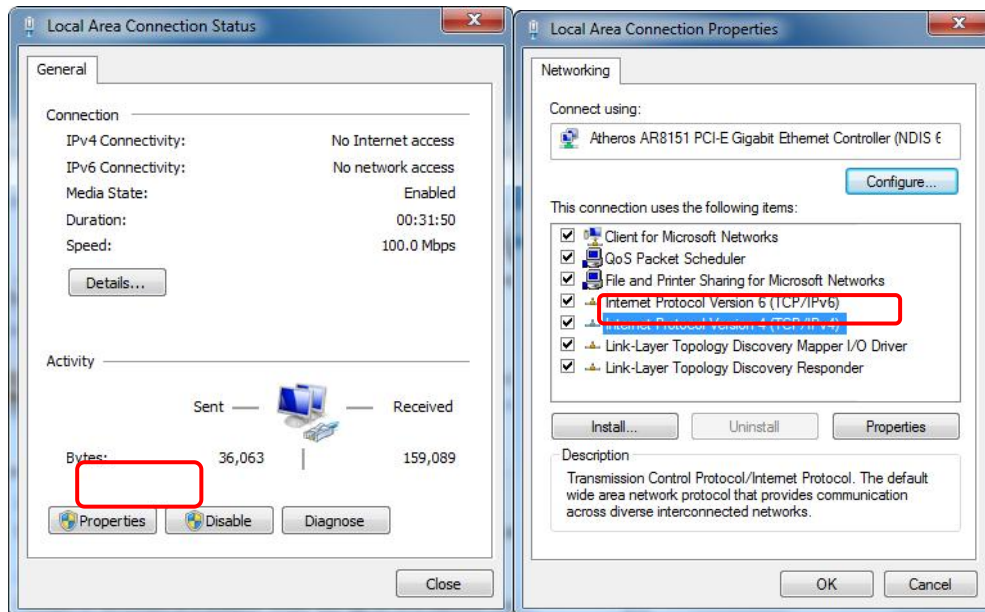 Local Area Connection Status
X
General
Connection
IPv4 Connectivity: No Internet access
IPv6 Connectivity: No network access
Media State: Enabled
Duration: 00:31:50
Speed: 100.0 Mbps
Details...
Activity
Sent Received
Bytes: 36,063 159,089
Properties Disable Diagnose
Close
Local Area Connection Properties
X
Networking
Connect using:
Atheros AR8151 PCI-E Gigabit Ethernet Controller (NDIS 6
Configure...
This connection uses the following items:
Client for Microsoft Networks
QoS Packet Scheduler
File and Printer Sharing for Microsoft Networks
Internet Protocol Version 6 (TCP/IPv6)
Internet Protocol Version 4 (TCP/IPv4)
Link-Layer Topology Discovery Mapper I/O Driver
Link-Layer Topology Discovery Responder
Install... Uninstall Properties
Description
Transmission Control Protocol/Internet Protocol. The default
wide area network protocol that provides communication
across diverse interconnected networks.
OK Cancel